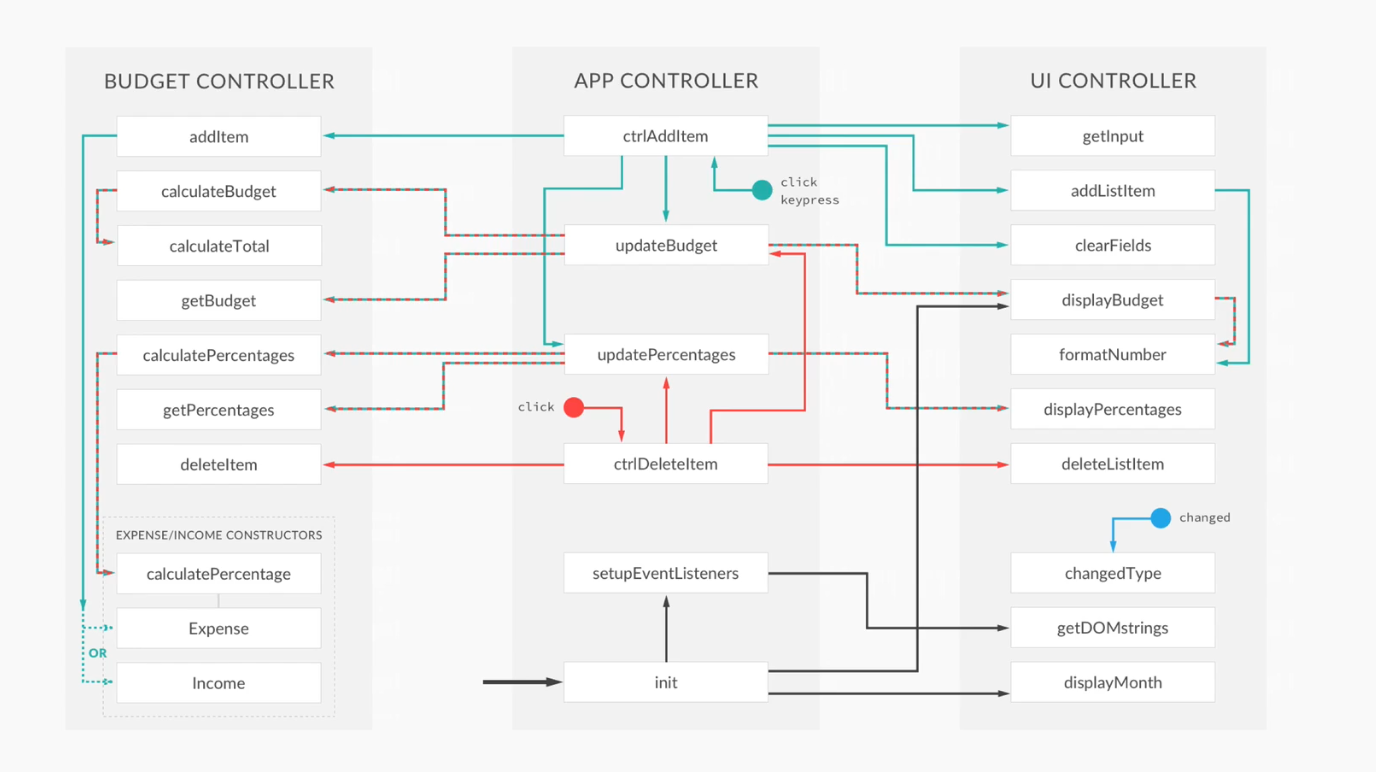 BUDGET CONTROLLER
addItem
calculateBudget
calculateTotal
getBudget
calculatePercentages
getPercentages
deleteItem
EXPENSE/INCOME CONSTRUCTORS
calculatePercentage
Expense
OR
Income
APP CONTROLLER
ctrlAddItem
click
keypress
updateBudget
updatePercentages
click
ctrlDeleteItem
setupEventListeners
init
UI CONTROLLER
getInput
addListItem
clearFields
displayBudget
formatNumber
displayPercentages
deleteListItem
changed
changedType
getDOMstrings
displayMonth